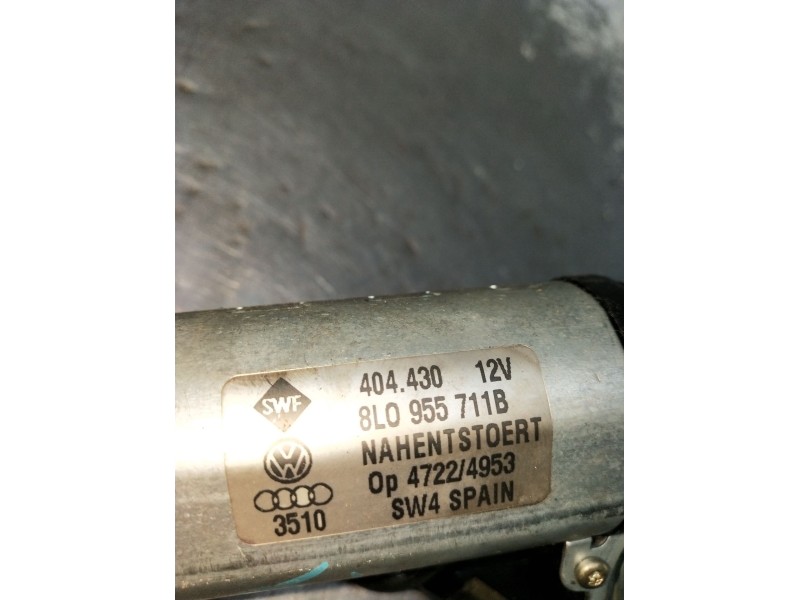 404.430 12V
SWF
8L0 955 711B
NAHENTSTOERT
Op 4722/4953
3510
SW4 SPAIN